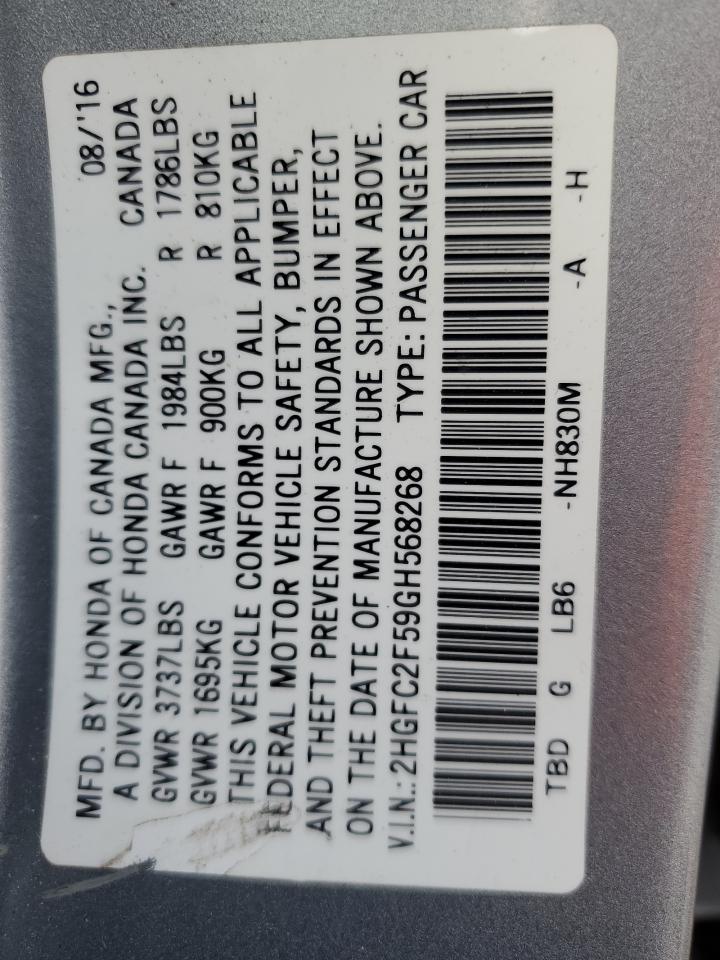 MFD. BY HONDA OF CANADA MFG., 08/'16
A DIVISION OF HONDA CANADA INC. CANADA
GVWR 3737LBS GAWR F 1984LBS R 1786LBS
GVWR 1695KG GAWR F 900KG R 810KG
THIS VEHICLE CONFORMS TO ALL APPLICABLE
FEDERAL MOTOR VEHICLE SAFETY, BUMPER,
AND THEFT PREVENTION STANDARDS IN EFFECT
ON THE DATE OF MANUFACTURE SHOWN ABOVE.
V.I.N.: 2HGFC2F59GH568268 TYPE: PASSENGER CAR
TBD G LB6 -NH830M -A -H